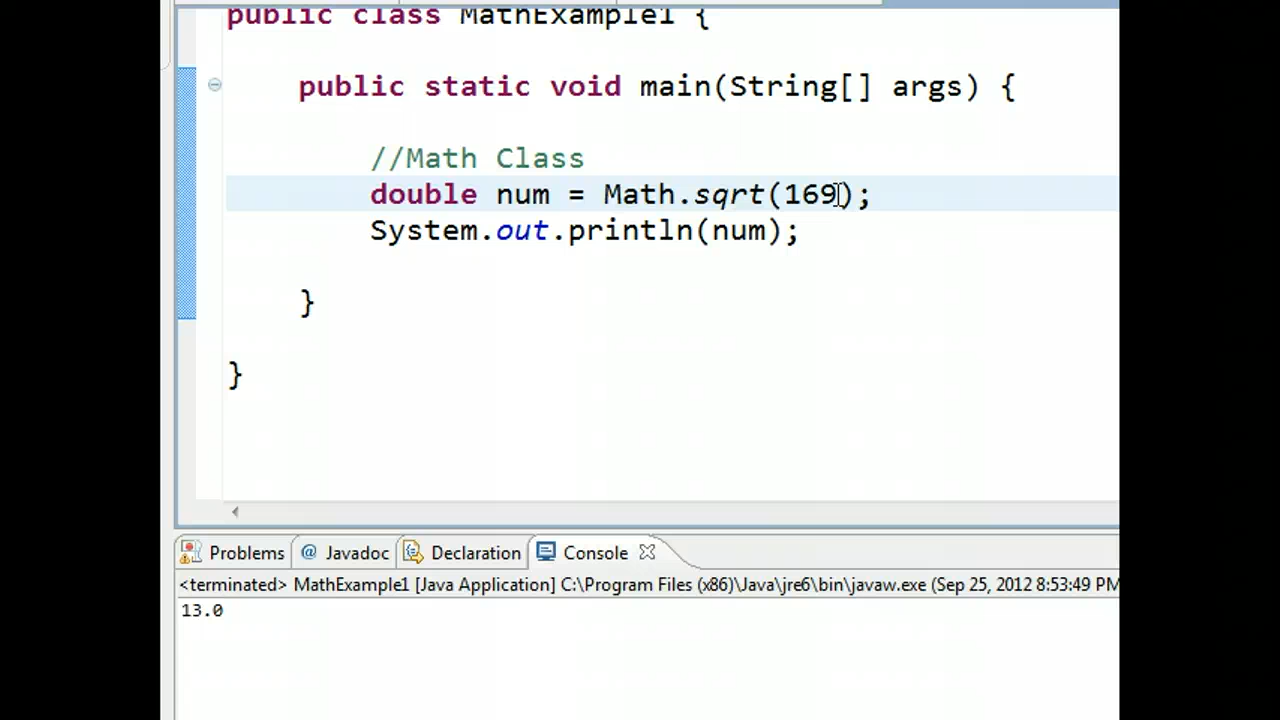 public class MathExample1 {
public static void main(String[] args) {
//Math Class
double num = Math.sqrt(169);
System.out.println(num);
}
}
Problems @ Javadoc Declaration Console
<terminated> MathExample1 [Java Application] C:\Program Files (x86)\Java\jre6\bin\javaw.exe (Sep 25, 2012 8:53:49 PM
13.0